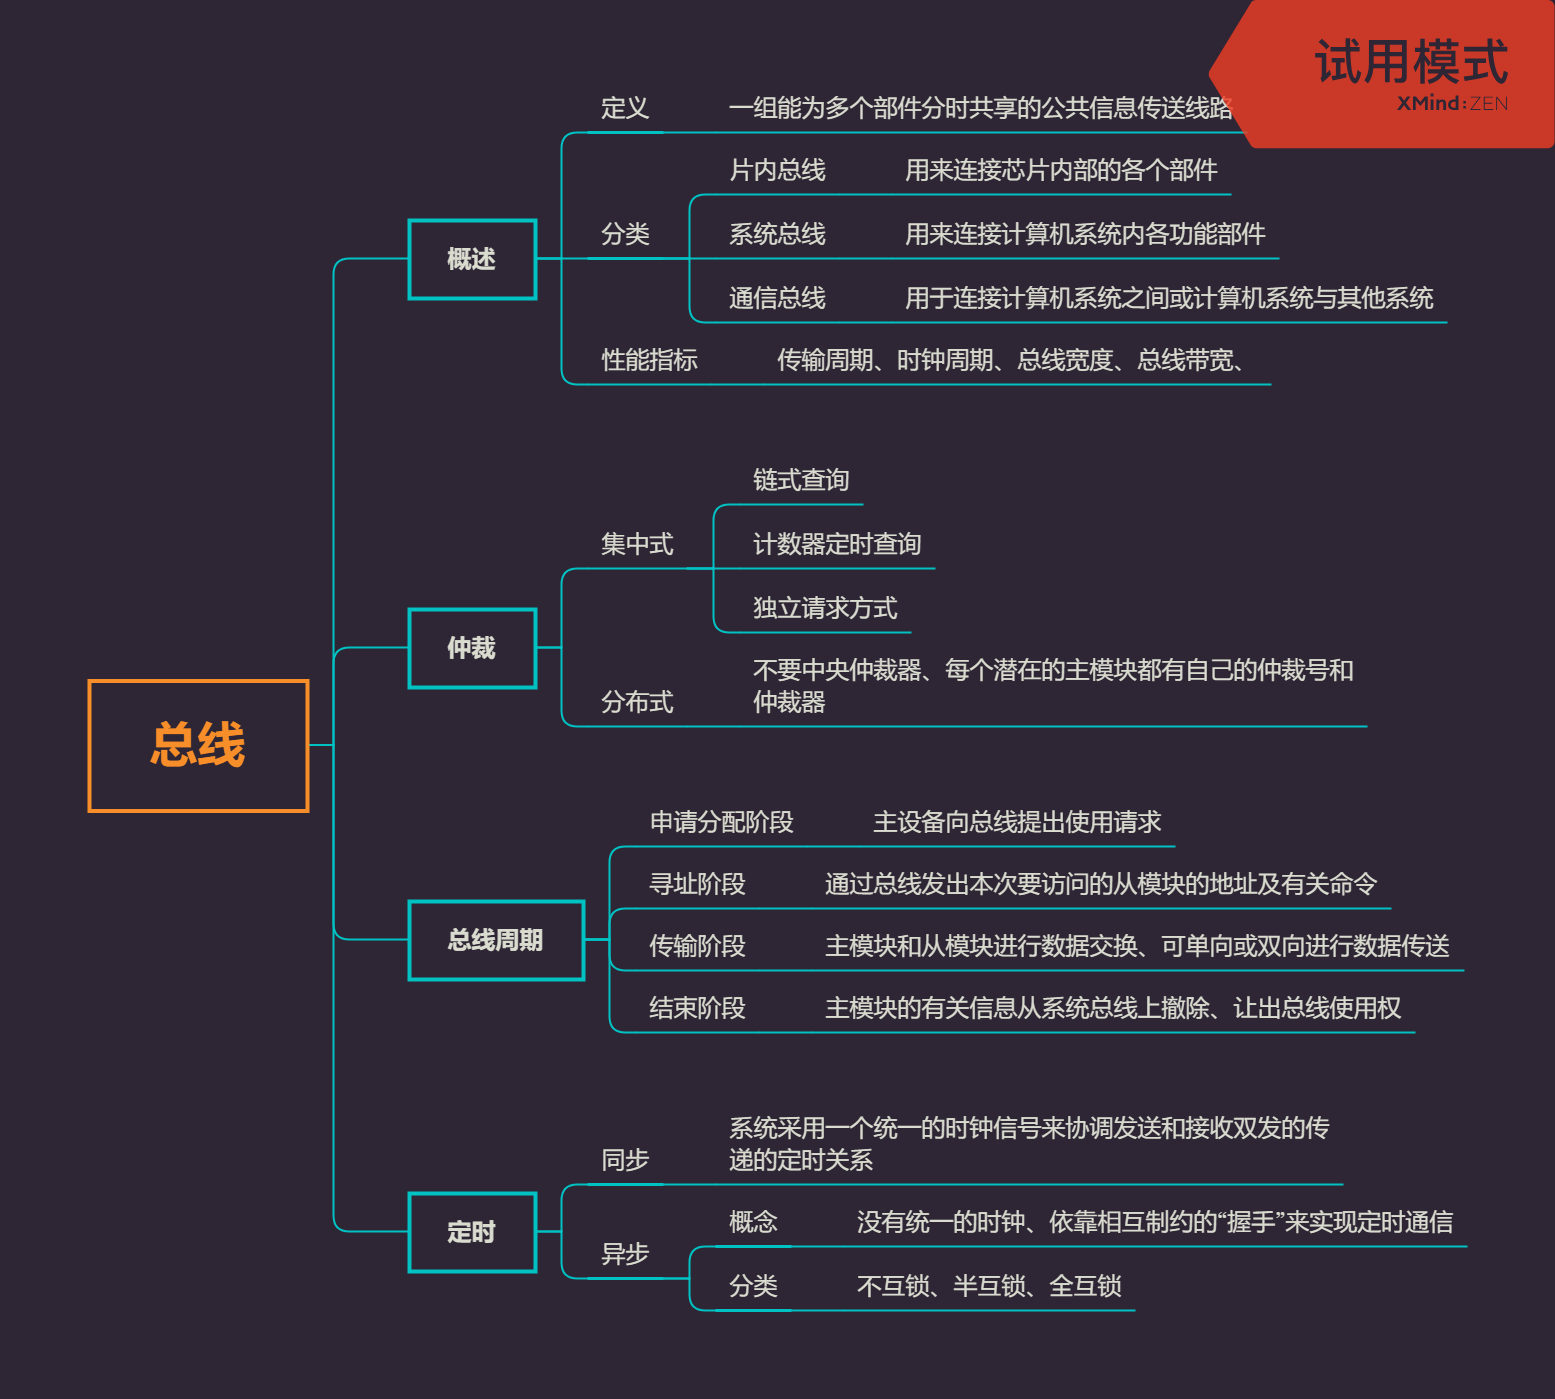 试用模式
XMind:ZEN
总线
概述
定义 一组能为多个部件分时共享的公共信息传送线路
分类
片内总线 用来连接芯片内部的各个部件
系统总线 用来连接计算机系统内各功能部件
通信总线 用于连接计算机系统之间或计算机系统与其他系统
性能指标 传输周期、时钟周期、总线宽度、总线带宽、
仲裁
集中式
链式查询
计数器定时查询
独立请求方式
分布式
不要中央仲裁器、每个潜在的主模块都有自己的仲裁号和
仲裁器
总线周期
申请分配阶段 主设备向总线提出使用请求
寻址阶段 通过总线发出本次要访问的从模块的地址及有关命令
传输阶段 主模块和从模块进行数据交换、可单向或双向进行数据传送
结束阶段 主模块的有关信息从系统总线上撤除、让出总线使用权
定时
同步
系统采用一个统一的时钟信号来协调发送和接收双发的传
递的定时关系
异步
概念 没有统一的时钟、依靠相互制约的“握手”来实现定时通信
分类 不互锁、半互锁、全互锁